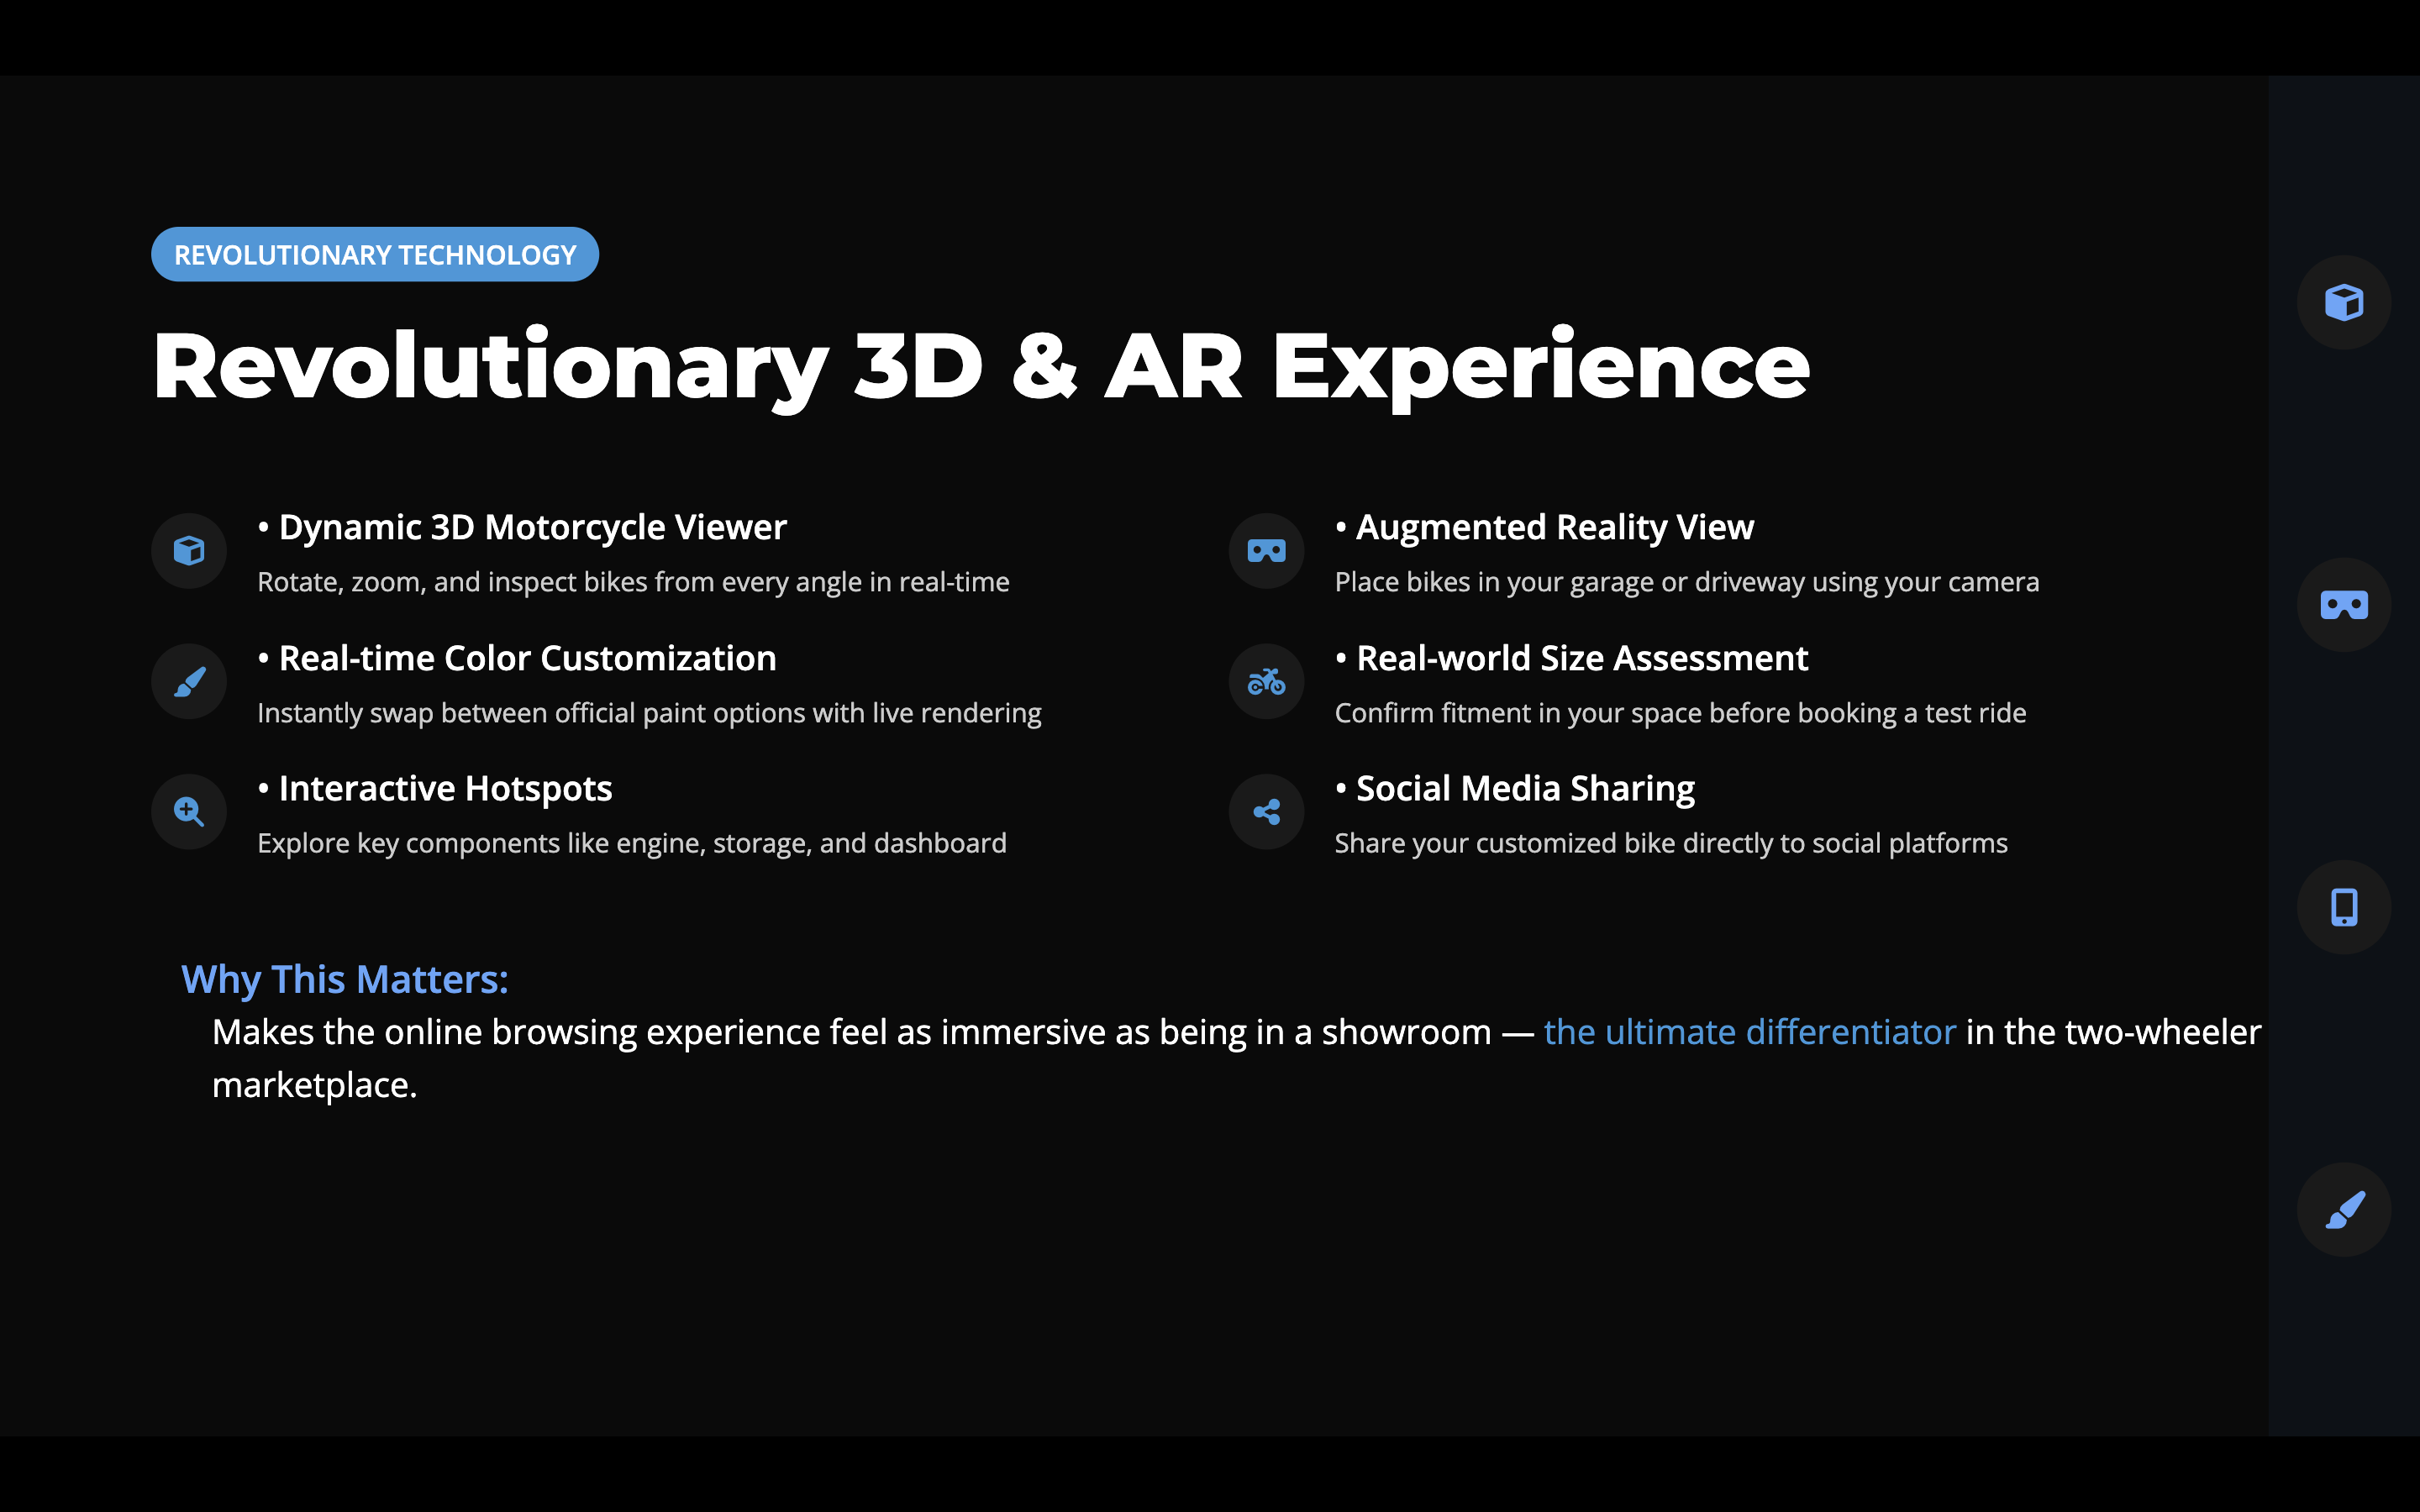 REVOLUTIONARY TECHNOLOGY
Revolutionary 3D & AR Experience
• Dynamic 3D Motorcycle Viewer
Rotate, zoom, and inspect bikes from every angle in real-time
• Real-time Color Customization
Instantly swap between official paint options with live rendering
• Interactive Hotspots
Explore key components like engine, storage, and dashboard
• Augmented Reality View
Place bikes in your garage or driveway using your camera
• Real-world Size Assessment
Confirm fitment in your space before booking a test ride
• Social Media Sharing
Share your customized bike directly to social platforms
Why This Matters:
Makes the online browsing experience feel as immersive as being in a showroom — the ultimate differentiator in the two-wheeler
marketplace.